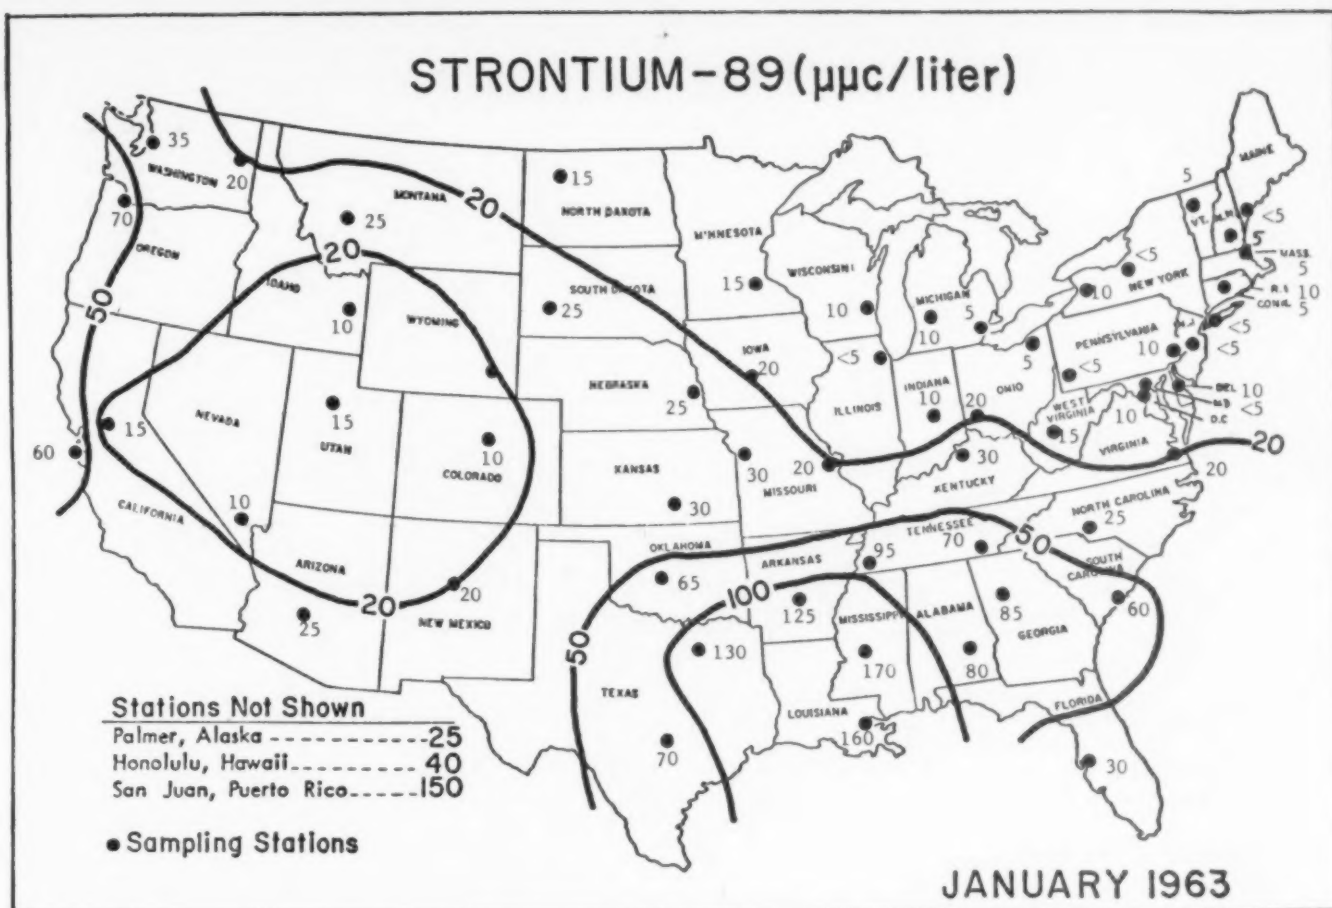 STRONTIUM-89 (μμc/liter)
35
WASHINGTON
20
70
OREGON
50
MONTANA
25
20
20
IDAHO
10
WYOMING
15
NORTH DAKOTA
SOUTH DAKOTA
25
MINNESOTA
15
WISCONSIN
10
MICHIGAN
10
5
IOWA
20
NEBRASKA
25
<5
ILLINOIS
INDIANA
10
OHIO
5
20
MAINE
5
VT.
N.H.
<5
5
MASS.
5
R.I.
10
CONN.
5
<5
10
NEW YORK
PENNSYLVANIA
<5
10
N.J.
<5
<5
DEL
10
MD
<5
D.C
10
WEST
VIRGINIA
15
VIRGINIA
20
20
60
15
NEVADA
15
UTAH
10
COLORADO
KANSAS
30
30
20
MISSOURI
30
KENTUCKY
CALIFORNIA
10
ARIZONA
20
25
20
NEW MEXICO
OKLAHOMA
65
ARKANSAS
125
95
TENNESSEE
70
NORTH CAROLINA
25
50
SOUTH
CAROLINA
60
100
50
130
TEXAS
70
MISSISSIPPI
170
ALABAMA
80
85
GEORGIA
LOUISIANA
160
FLORIDA
30
Stations Not Shown
Palmer, Alaska --------------- 25
Honolulu, Hawaii ------------ 40
San Juan, Puerto Rico ----- 150
Sampling Stations
JANUARY 1963